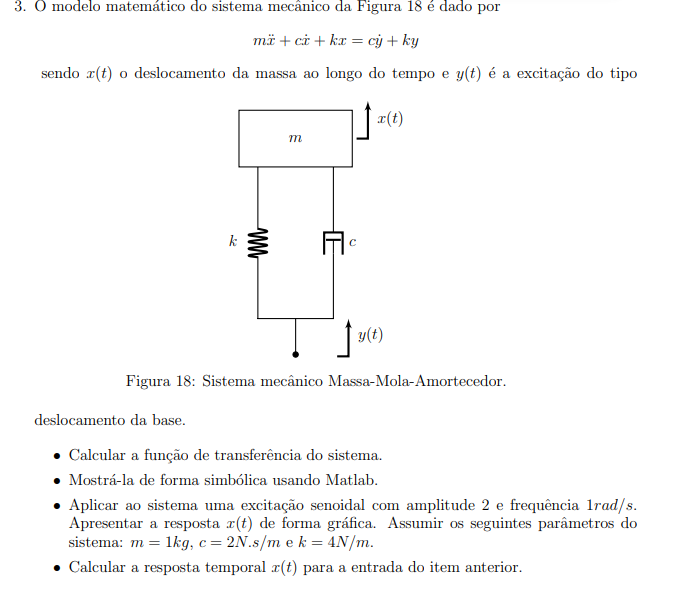 3. O modelo matemático do sistema mecânico da Figura 18 é dado por
mẍ + cẋ + kx = cẏ + ky
sendo x(t) o deslocamento da massa ao longo do tempo e y(t) é a excitação do tipo
x(t)
m
k
c
y(t)
Figura 18: Sistema mecânico Massa-Mola-Amortecedor.
deslocamento da base.
• Calcular a função de transferência do sistema.
• Mostrá-la de forma simbólica usando Matlab.
• Aplicar ao sistema uma excitação senoidal com amplitude 2 e frequência 1rad/s.
Apresentar a resposta x(t) de forma gráfica. Assumir os seguintes parâmetros do
sistema: m = 1kg, c = 2N.s/m e k = 4N/m.
• Calcular a resposta temporal x(t) para a entrada do item anterior.